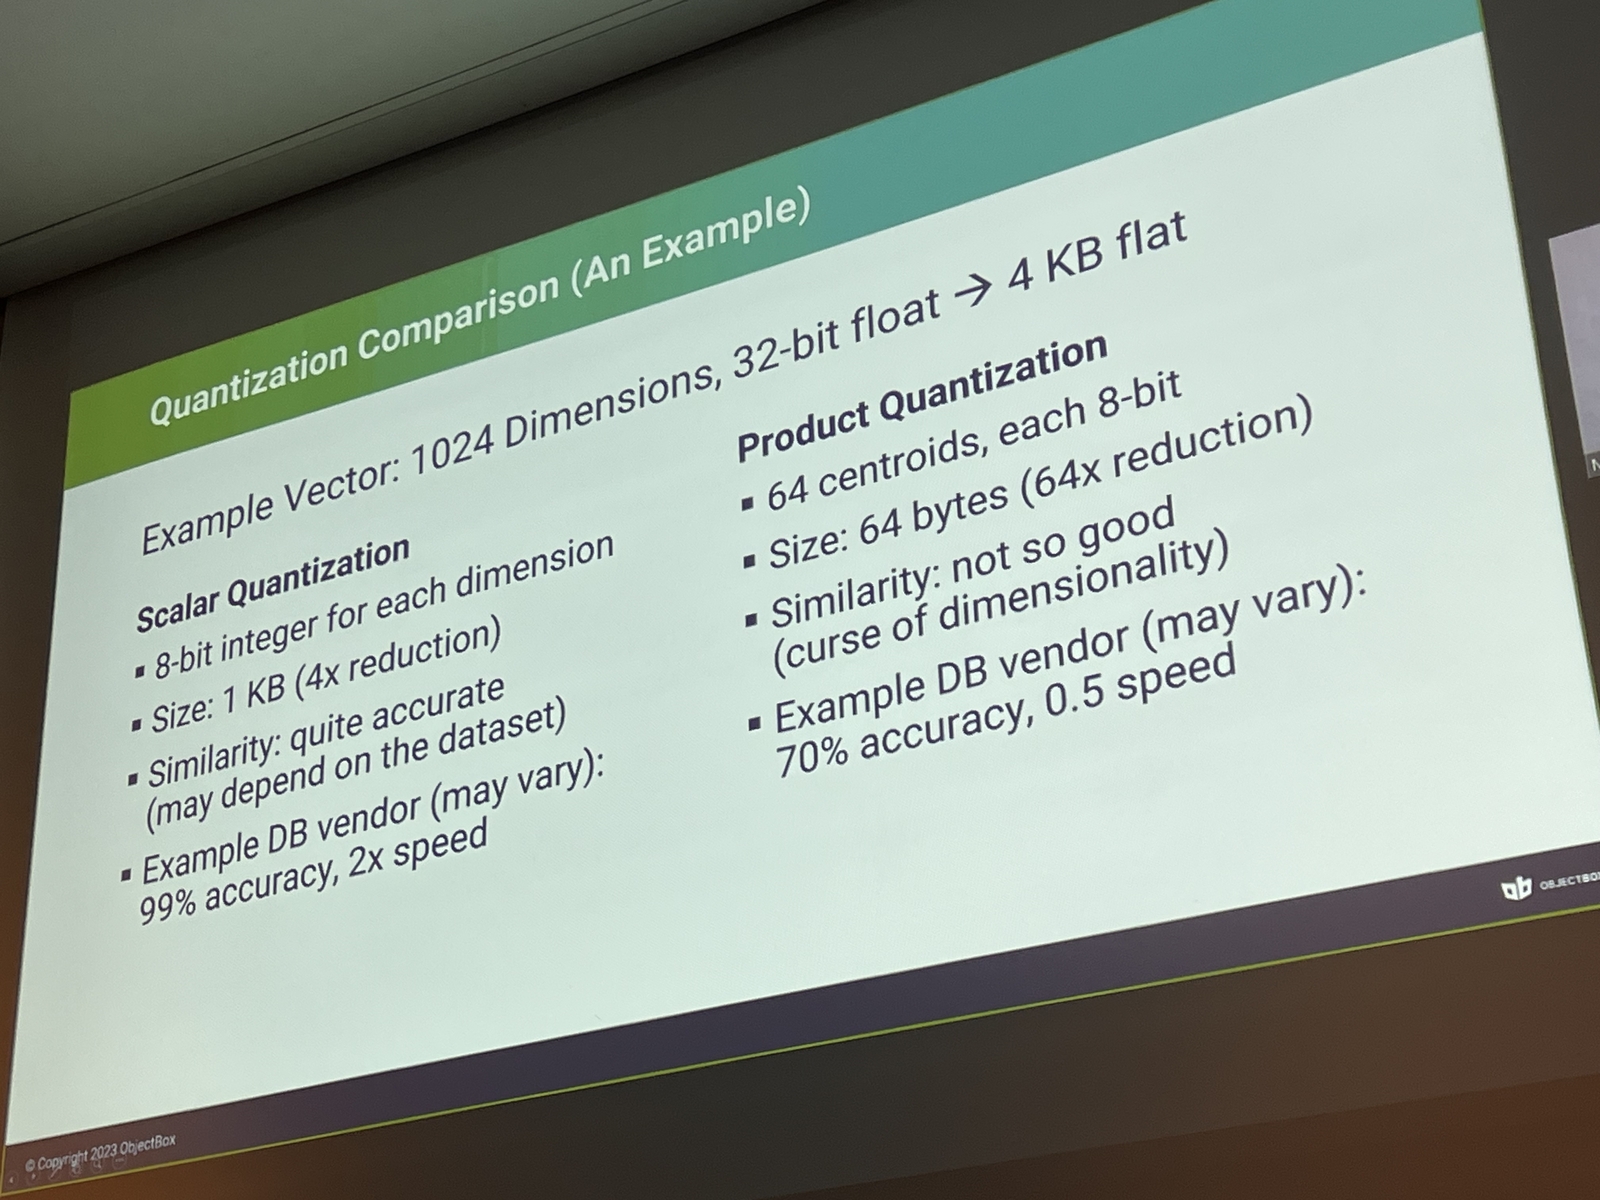 Quantization Comparison (An Example)
Example Vector: 1024 Dimensions, 32-bit float → 4 KB flat
Scalar Quantization
▪ 8-bit integer for each dimension
▪ Size: 1 KB (4x reduction)
▪ Similarity: quite accurate
(may depend on the dataset)
▪ Example DB vendor (may vary):
99% accuracy, 2x speed
Product Quantization
▪ 64 centroids, each 8-bit
▪ Size: 64 bytes (64x reduction)
▪ Similarity: not so good
(curse of dimensionality)
▪ Example DB vendor (may vary):
70% accuracy, 0.5 speed
OBJECTBO
© Copyright 2023 ObjectBox